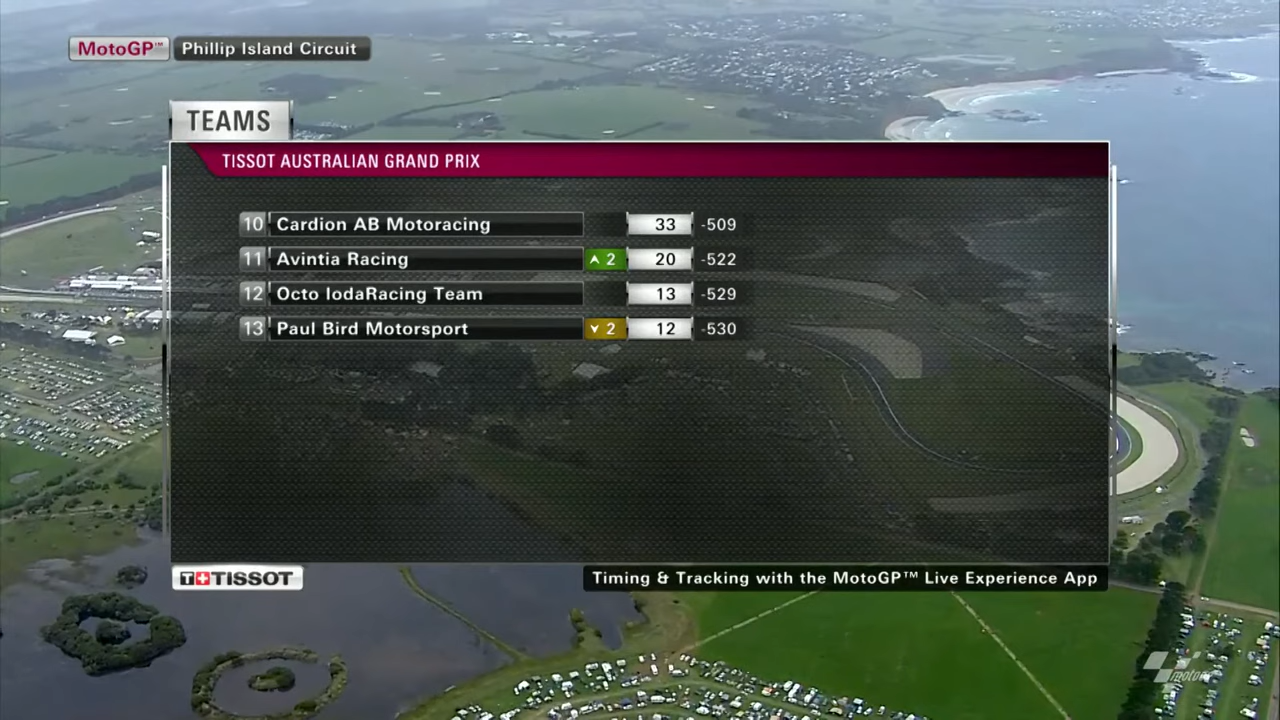 MotoGP™ Phillip Island Circuit
TEAMS
TISSOT AUSTRALIAN GRAND PRIX
10 Cardion AB Motoracing 33 -509
11 Avintia Racing 2 20 -522
12 Octo IodaRacing Team 13 -529
13 Paul Bird Motorsport 2 12 -530
T+TISSOT
Timing & Tracking with the MotoGP™ Live Experience App